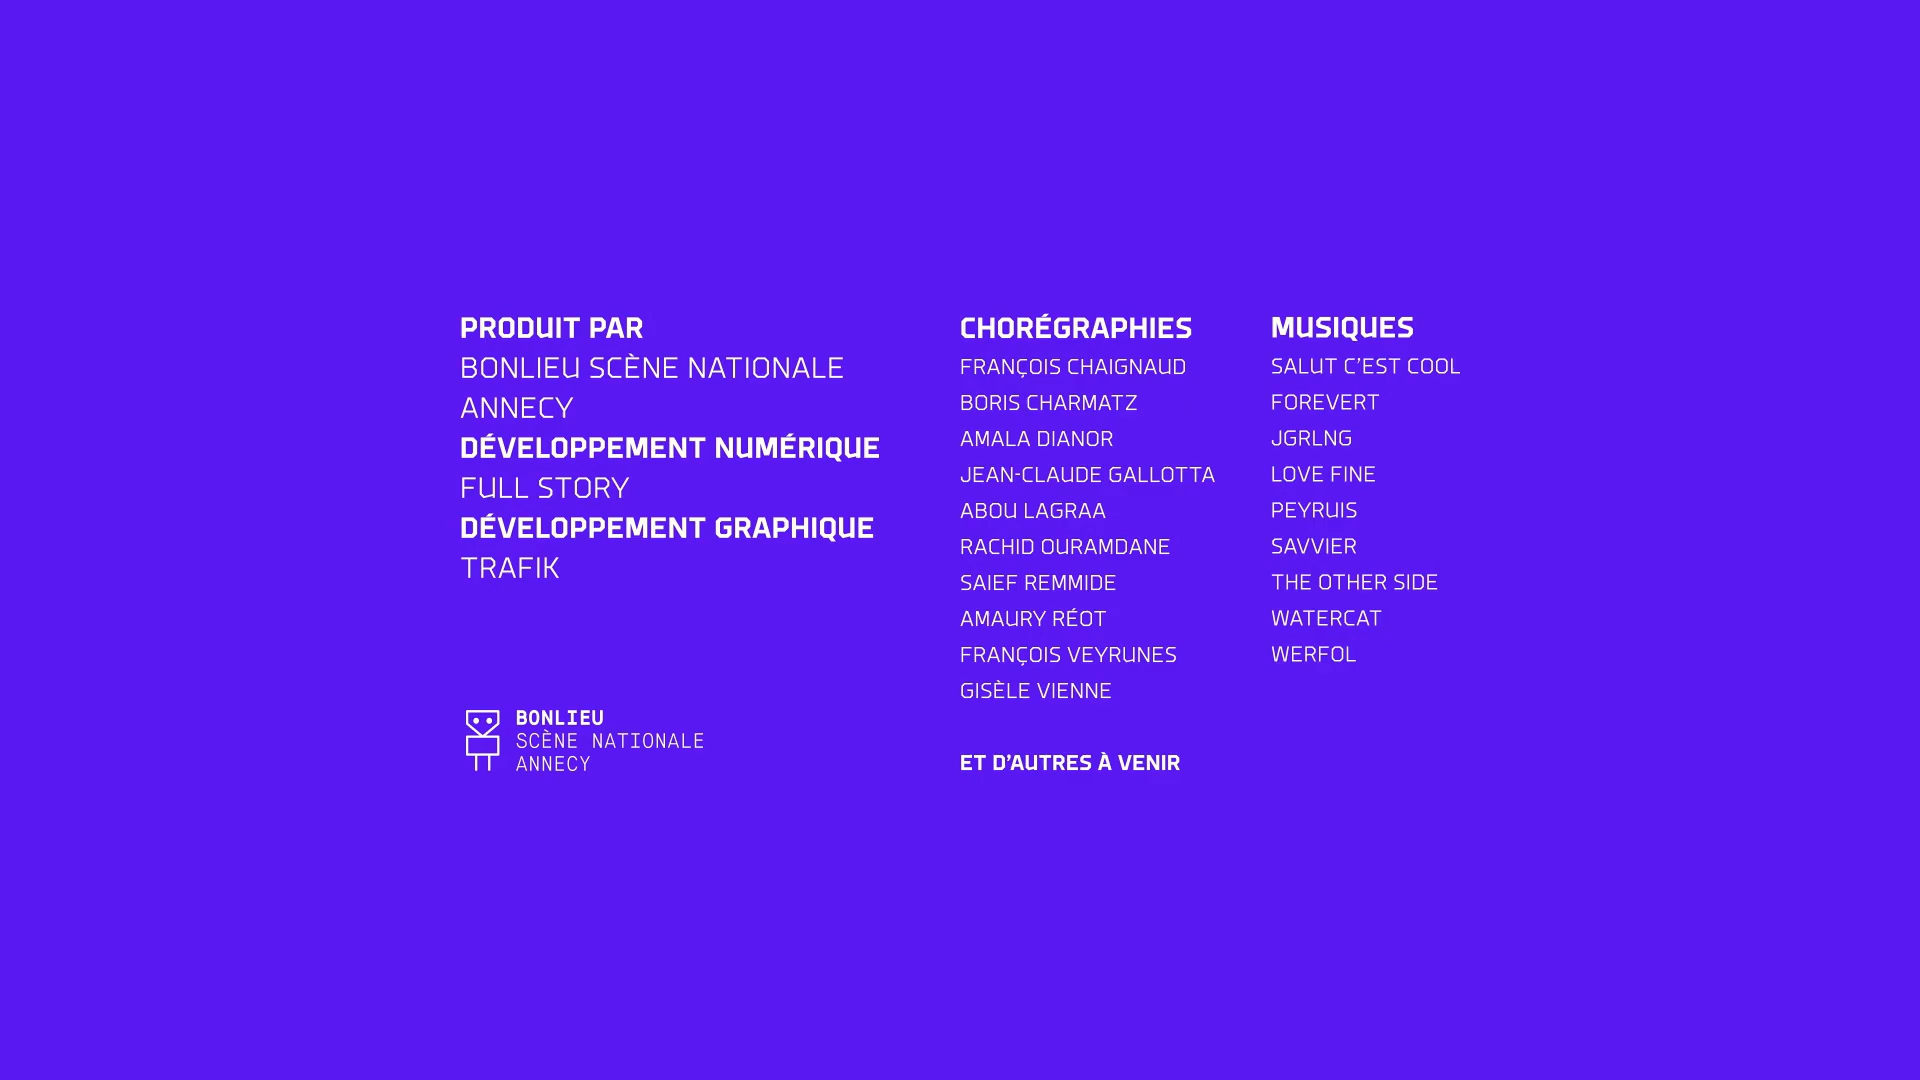 PRODUIT PAR
BONLIEU SCÈNE NATIONALE
ANNECY
DÉVELOPPEMENT NUMÉRIQUE
FULL STORY
DÉVELOPPEMENT GRAPHIQUE
TRAFIK
BONLIEU
SCÈNE NATIONALE
ANNECY
CHORÉGRAPHIES
FRANÇOIS CHAIGNAUD
BORIS CHARMATZ
AMALA DIANOR
JEAN-CLAUDE GALLOTTA
ABOU LAGRAA
RACHID OURAMDANE
SAIEF REMMIDE
AMAURY RÉOT
FRANÇOIS VEYRUNES
GISÈLE VIENNE
ET D’AUTRES À VENIR
MUSIQUES
SALUT C’EST COOL
FOREVERT
JGRLNG
LOVE FINE
PEYRUIS
SAVVIER
THE OTHER SIDE
WATERCAT
WERFOL